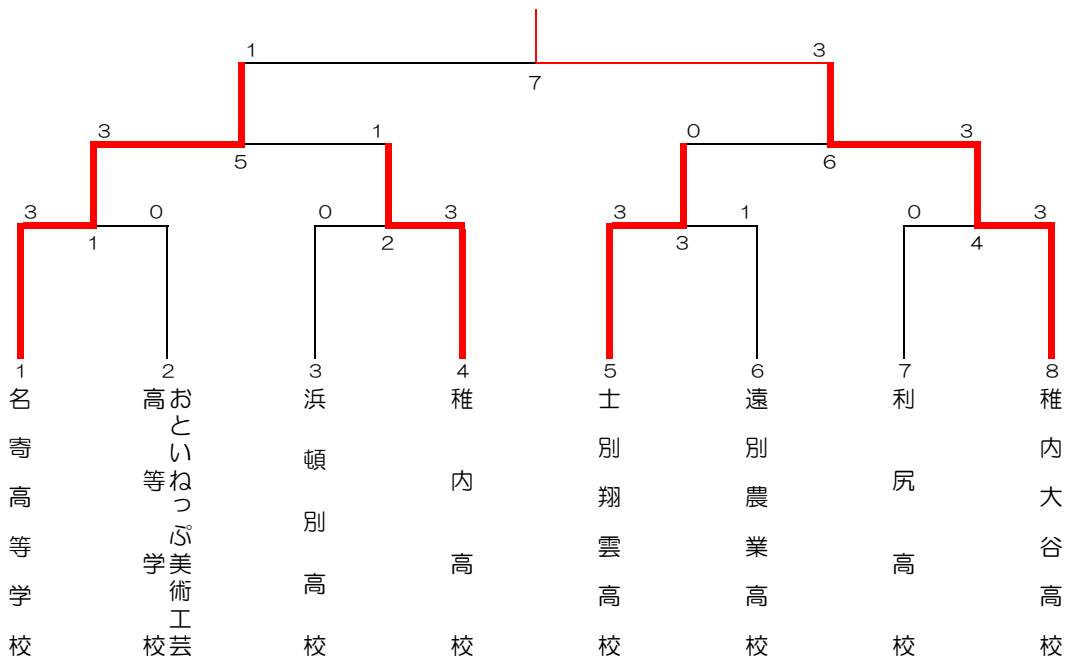 1 3
7
3 1 0 3
5 6
3 0 0 3 3 1 0 3
1 2 3 4
1 2 3 4 5 6 7 8
名寄高等学校
おといねっぷ美術工芸
高等学校
浜頓別高校
稚内高校
士別翔雲高校
遠別農業高校
利尻高校
稚内大谷高校